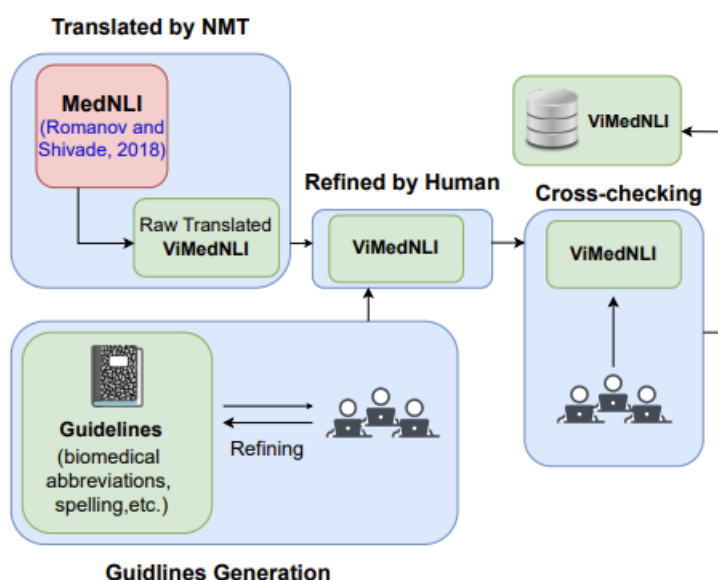 Translated by NMT
MedNLI
(Romanov and
Shivade, 2018)
Raw Translated
ViMedNLI
Refined by Human
ViMedNLI
Cross-checking
ViMedNLI
ViMedNLI
Guidelines
(biomedical
abbreviations,
spelling,etc.)
Refining
Guidlines Generation